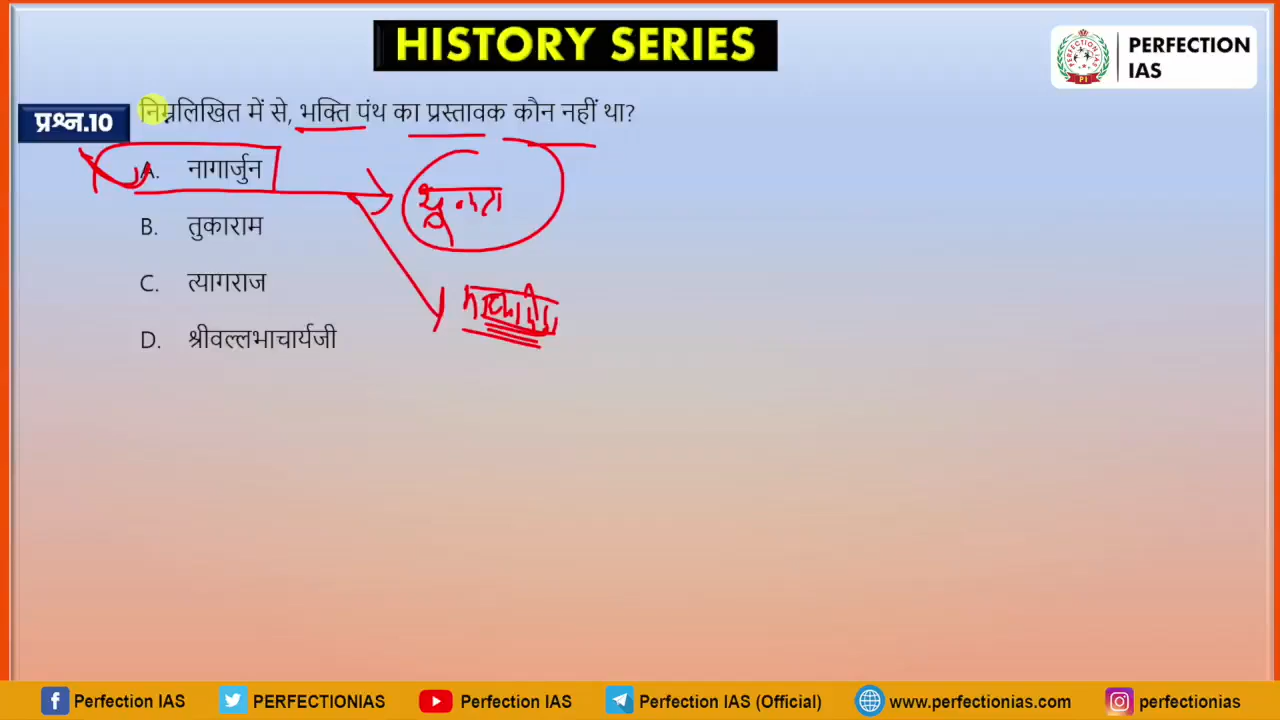 HISTORY SERIES
PERFECTION
IAS
प्रश्न.10
निम्नलिखित में से, भक्ति पंथ का प्रस्तावक कौन नहीं था?
A. नागार्जुन
B. तुकाराम
C. त्यागराज
D. श्रीवल्लभाचार्यजी
Perfection IAS
PERFECTIONIAS
Perfection IAS
Perfection IAS (Official)
www.perfectionias.com
perfectionias